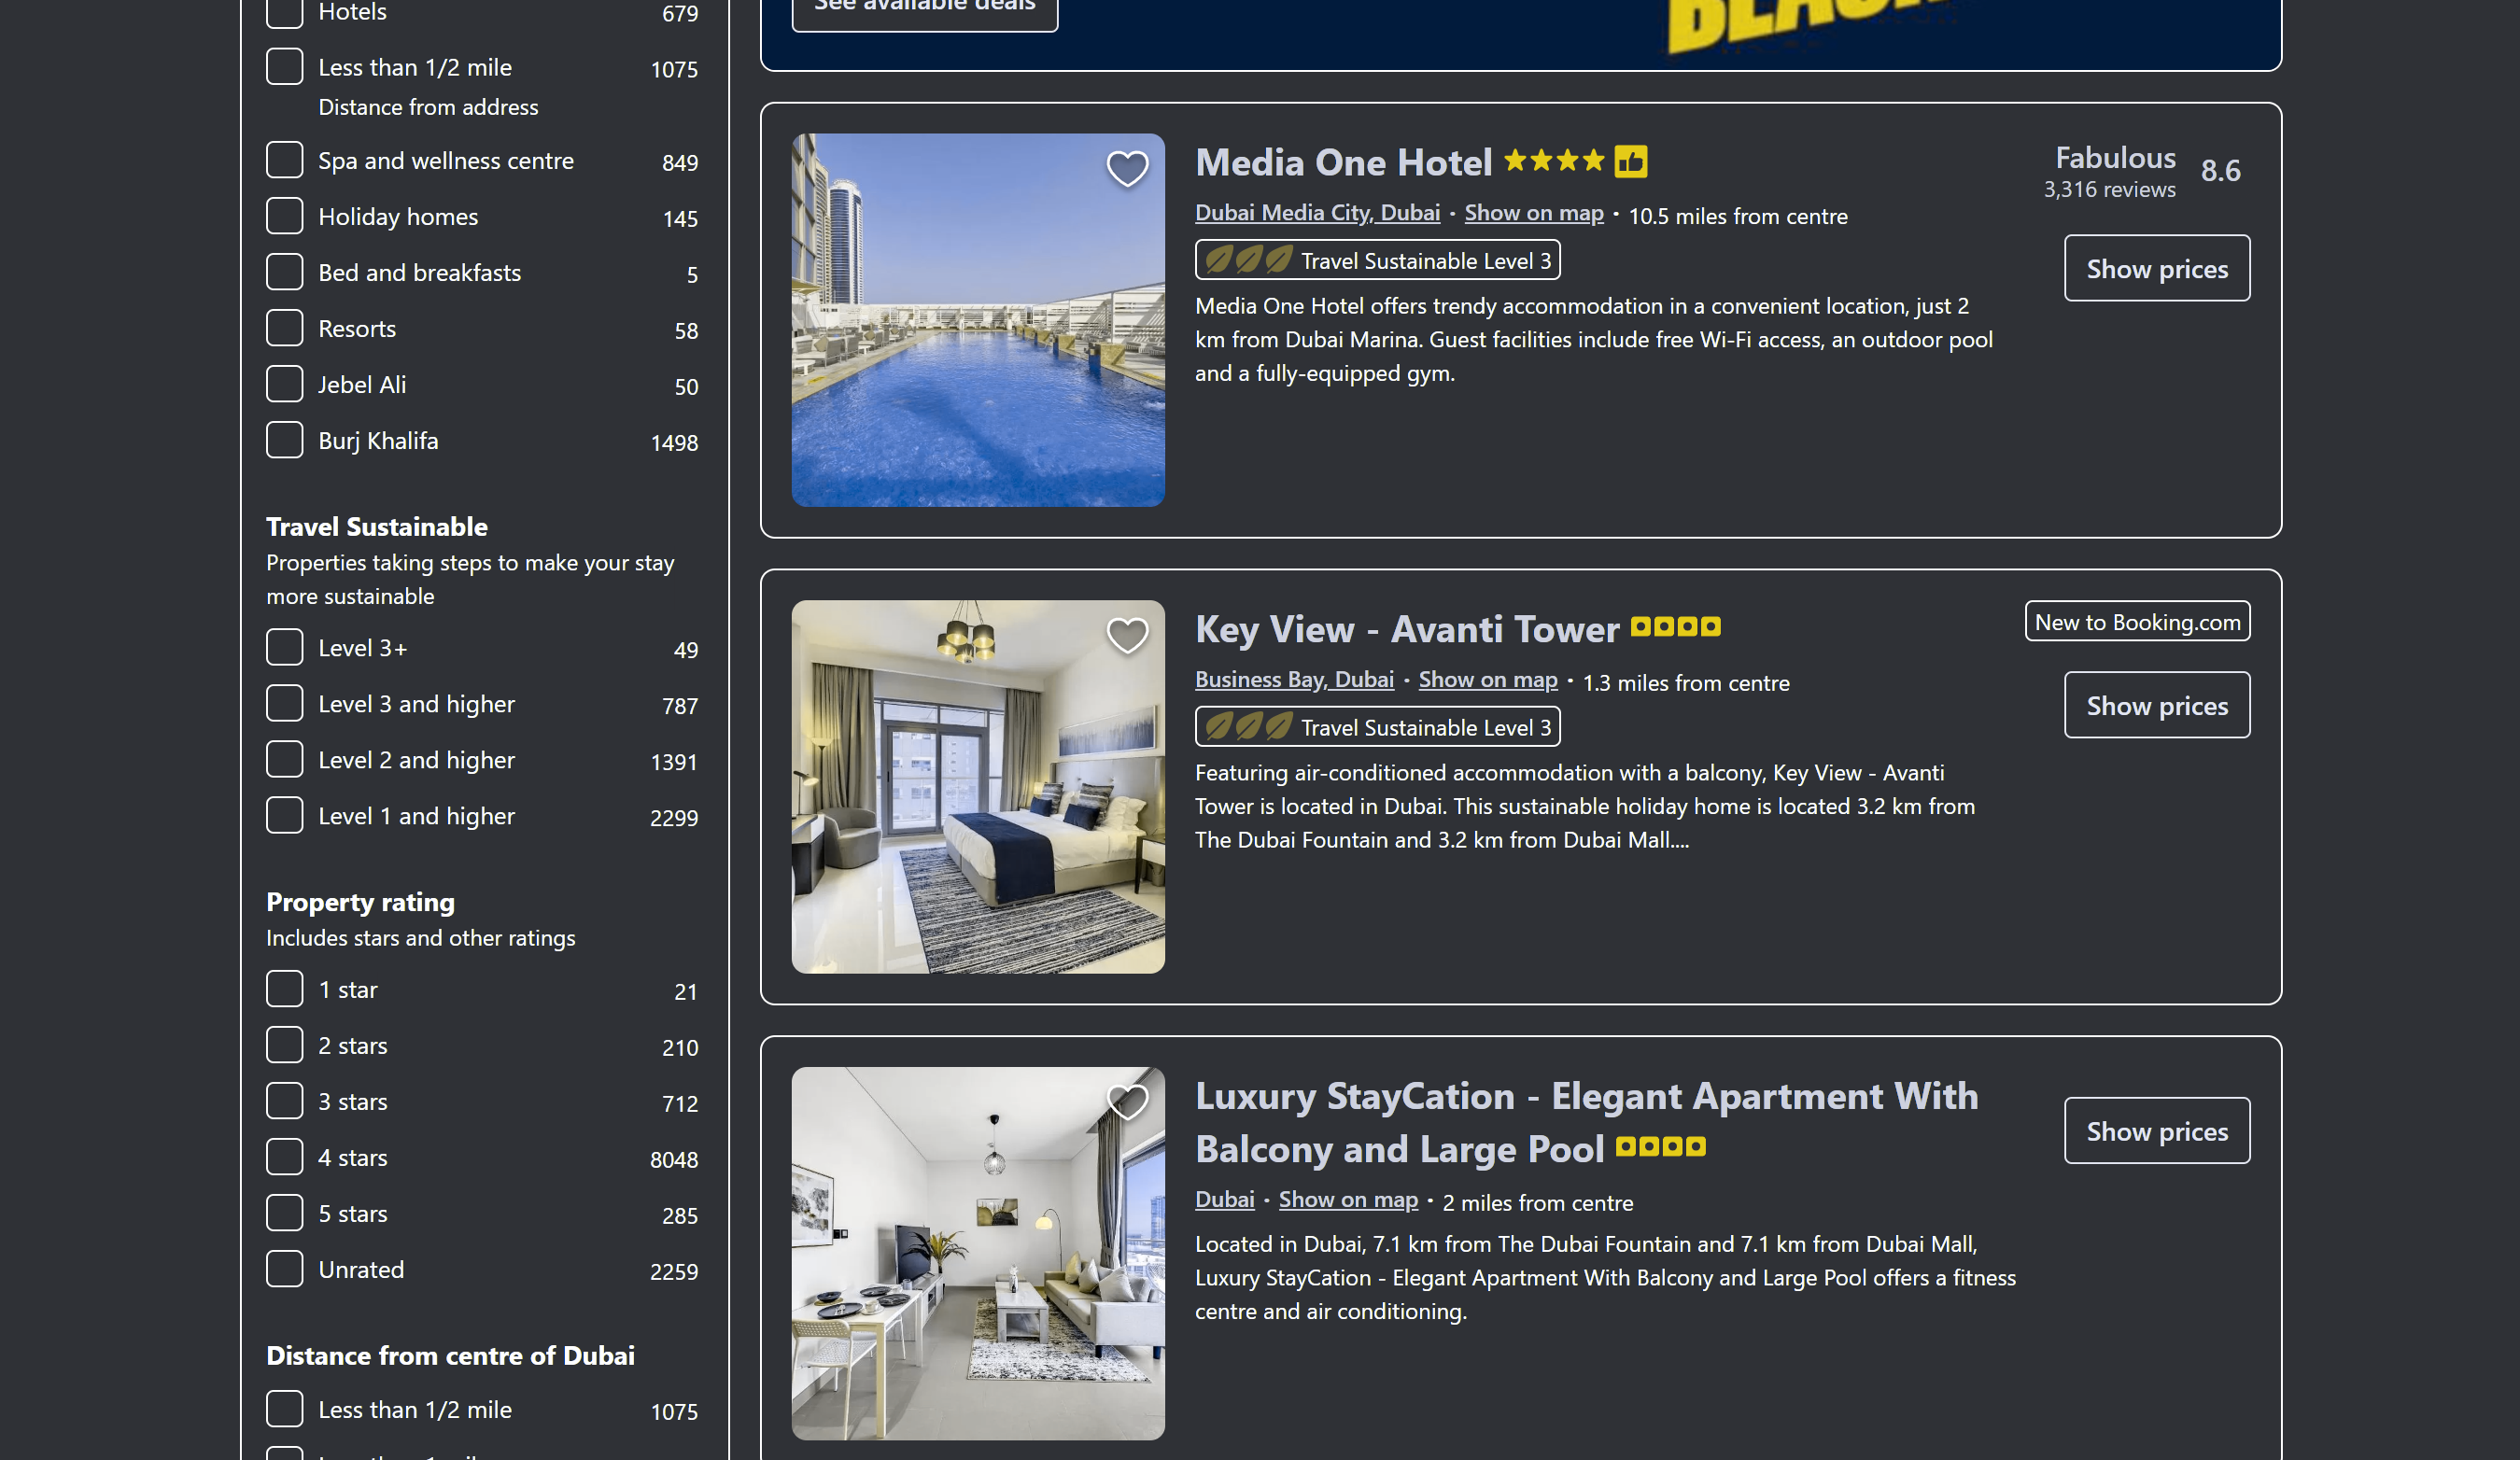 Hotels 679
Less than 1/2 mile 1075
Distance from address
Spa and wellness centre 849
Holiday homes 145
Bed and breakfasts 5
Resorts 58
Jebel Ali 50
Burj Khalifa 1498
Travel Sustainable
Properties taking steps to make your stay
more sustainable
Level 3+ 49
Level 3 and higher 787
Level 2 and higher 1391
Level 1 and higher 2299
Property rating
Includes stars and other ratings
1 star 21
2 stars 210
3 stars 712
4 stars 8048
5 stars 285
Unrated 2259
Distance from centre of Dubai
Less than 1/2 mile 1075
See available deals
Media One Hotel
Fabulous
3,316 reviews
8.6
Dubai Media City, Dubai · Show on map · 10.5 miles from centre
Travel Sustainable Level 3
Show prices
Media One Hotel offers trendy accommodation in a convenient location, just 2
km from Dubai Marina. Guest facilities include free Wi-Fi access, an outdoor pool
and a fully-equipped gym.
Key View - Avanti Tower
New to Booking.com
Business Bay, Dubai · Show on map · 1.3 miles from centre
Travel Sustainable Level 3
Show prices
Featuring air-conditioned accommodation with a balcony, Key View - Avanti
Tower is located in Dubai. This sustainable holiday home is located 3.2 km from
The Dubai Fountain and 3.2 km from Dubai Mall....
Luxury StayCation - Elegant Apartment With
Balcony and Large Pool
Show prices
Dubai · Show on map · 2 miles from centre
Located in Dubai, 7.1 km from The Dubai Fountain and 7.1 km from Dubai Mall,
Luxury StayCation - Elegant Apartment With Balcony and Large Pool offers a fitness
centre and air conditioning.